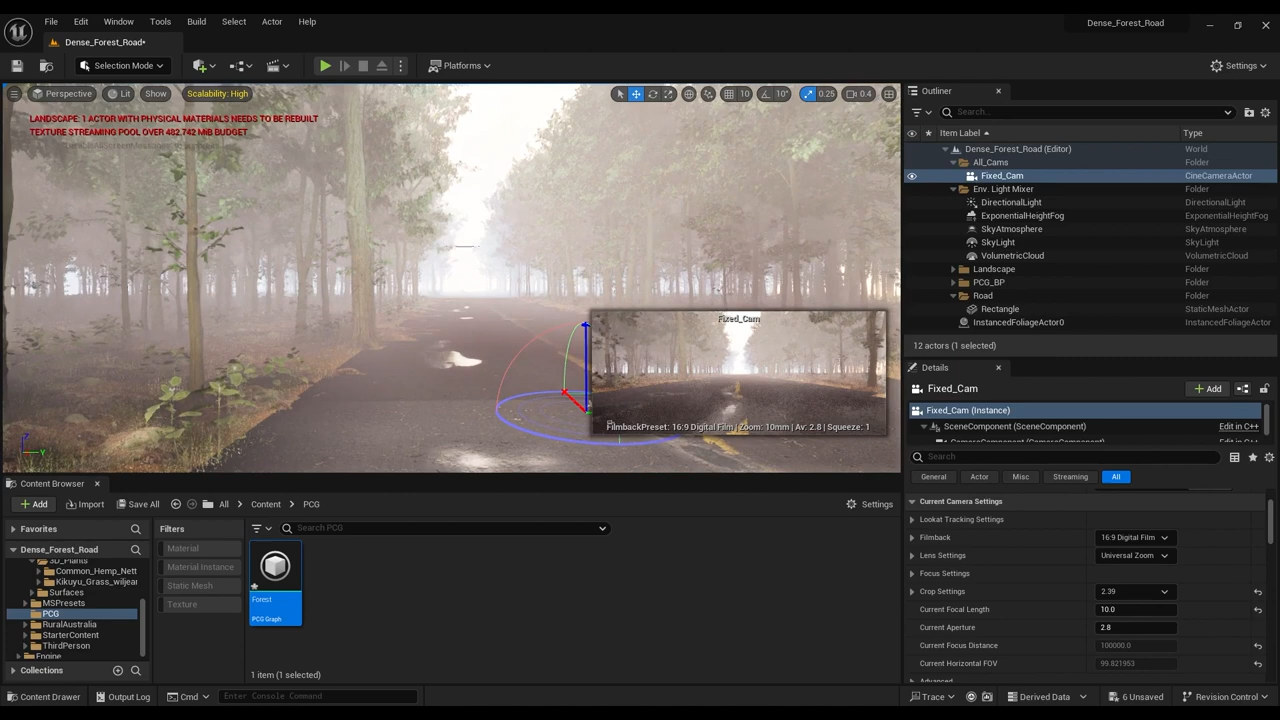 File Edit Window Tools Build Select Actor Help
Dense_Forest_Road
Dense_Forest_Road*
Selection Mode
Platforms
Settings
Perspective Lit Show Scalability: High
10 10° 0.25 0.4
LANDSCAPE: 1 ACTOR WITH PHYSICAL MATERIALS NEEDS TO BE REBUILT
TEXTURE STREAMING POOL OVER 482.742 MiB BUDGET
Fixed_Cam
FilmbackPreset: 16:9 Digital Film | Zoom: 10mm | Av: 2.8 | Squeeze: 1
Outliner
Search...
Item Label Type
Dense_Forest_Road (Editor) World
All_Cams Folder
Fixed_Cam CineCameraActor
Env. Light Mixer Folder
DirectionalLight DirectionalLight
ExponentialHeightFog ExponentialHeightFog
SkyAtmosphere SkyAtmosphere
SkyLight SkyLight
VolumetricCloud VolumetricCloud
Landscape Folder
PCG_BP Folder
Road Folder
Rectangle StaticMeshActor
InstancedFoliageActor0 InstancedFoliageActor
12 actors (1 selected)
Details
Fixed_Cam
Add
Fixed_Cam (Instance)
SceneComponent (SceneComponent) Edit in C++
Search
General Actor Misc Streaming All
Current Camera Settings
Lookat Tracking Settings
Filmback 16:9 Digital Film
Lens Settings Universal Zoom
Focus Settings
Crop Settings 2.39
Current Focal Length 10.0
Current Aperture 2.8
Current Focus Distance 100000.0
Current Horizontal FOV 99.821953
Content Browser
Add Import Save All All Content PCG Settings
Favorites
Dense_Forest_Road
3D_Plants
Common_Hemp_Nett
Kikuyu_Grass_wiljear
Surfaces
MSPresets
PCG
RuralAustralia
StarterContent
ThirdPerson
Engine
Collections
Filters
Material
Material Instance
Static Mesh
Texture
Search PCG
Forest
PCG Graph
1 item (1 selected)
Content Drawer Output Log Cmd Enter Console Command Trace Derived Data 6 Unsaved Revision Control